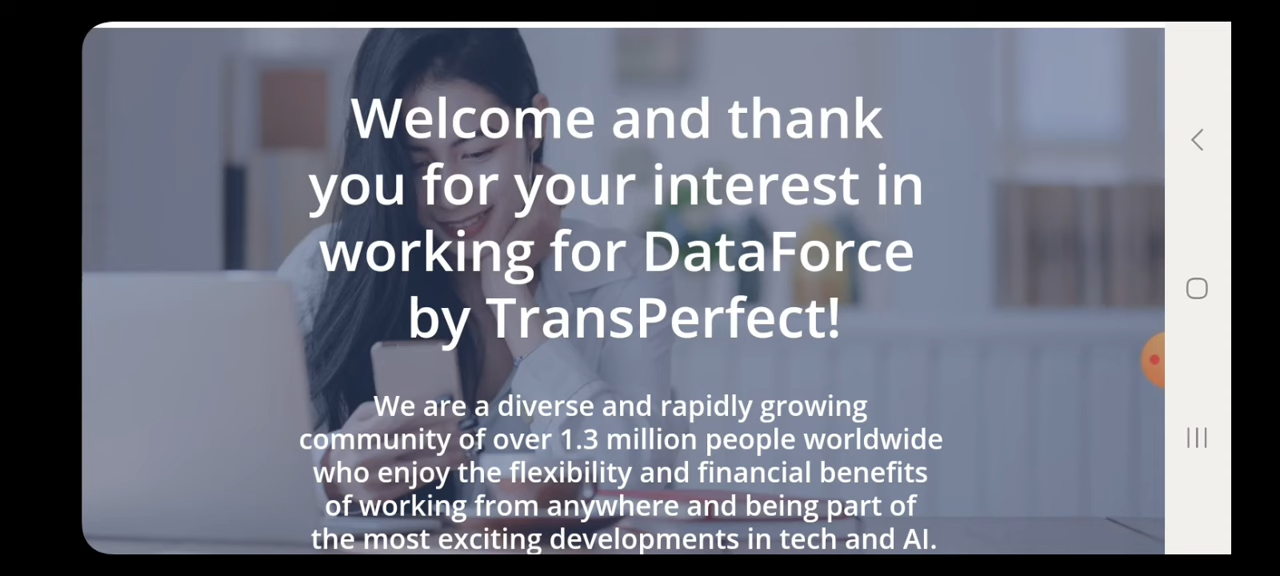 Welcome and thank
you for your interest in
working for DataForce
by TransPerfect!
We are a diverse and rapidly growing
community of over 1.3 million people worldwide
who enjoy the flexibility and financial benefits
of working from anywhere and being part of
the most exciting developments in tech and AI.